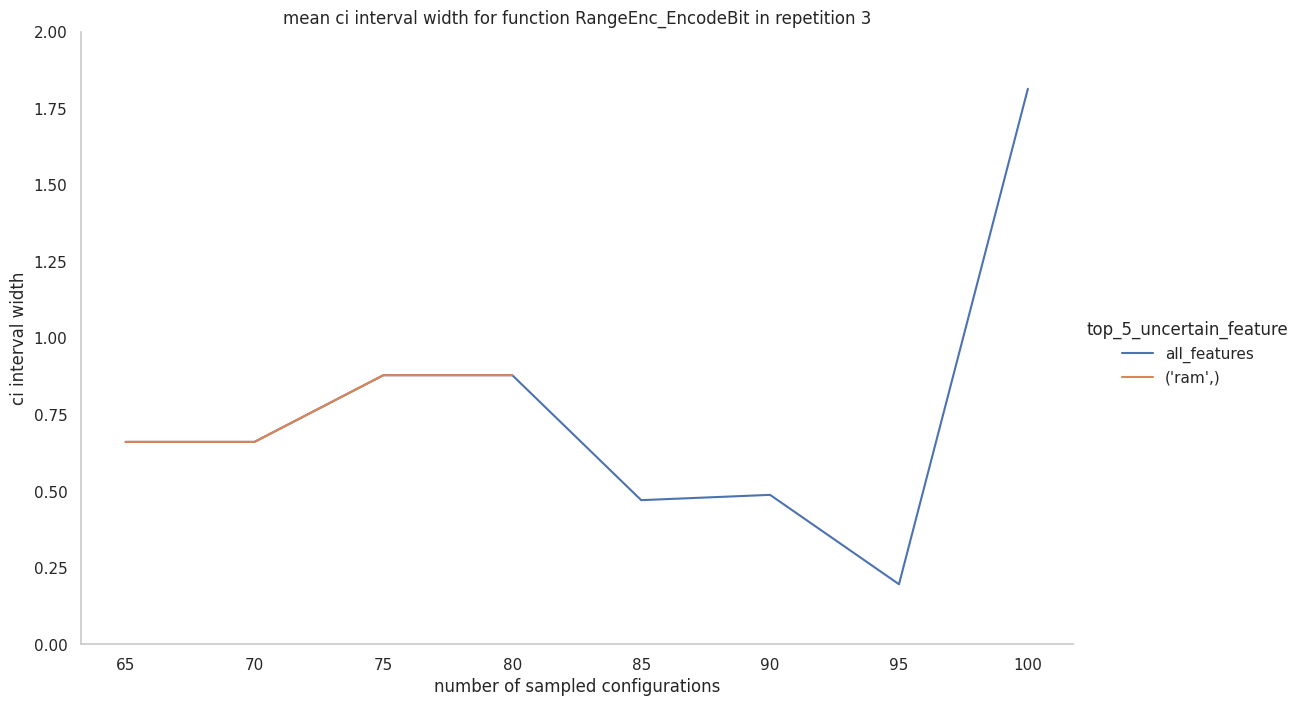 mean ci interval width for function RangeEnc_EncodeBit in repetition 3
2.00
1.75
1.50
1.25
1.00
0.75
0.50
0.25
0.00
ci interval width
65 70 75 80 85 90 95 100
number of sampled configurations
top_5_uncertain_feature
all_features
('ram',)